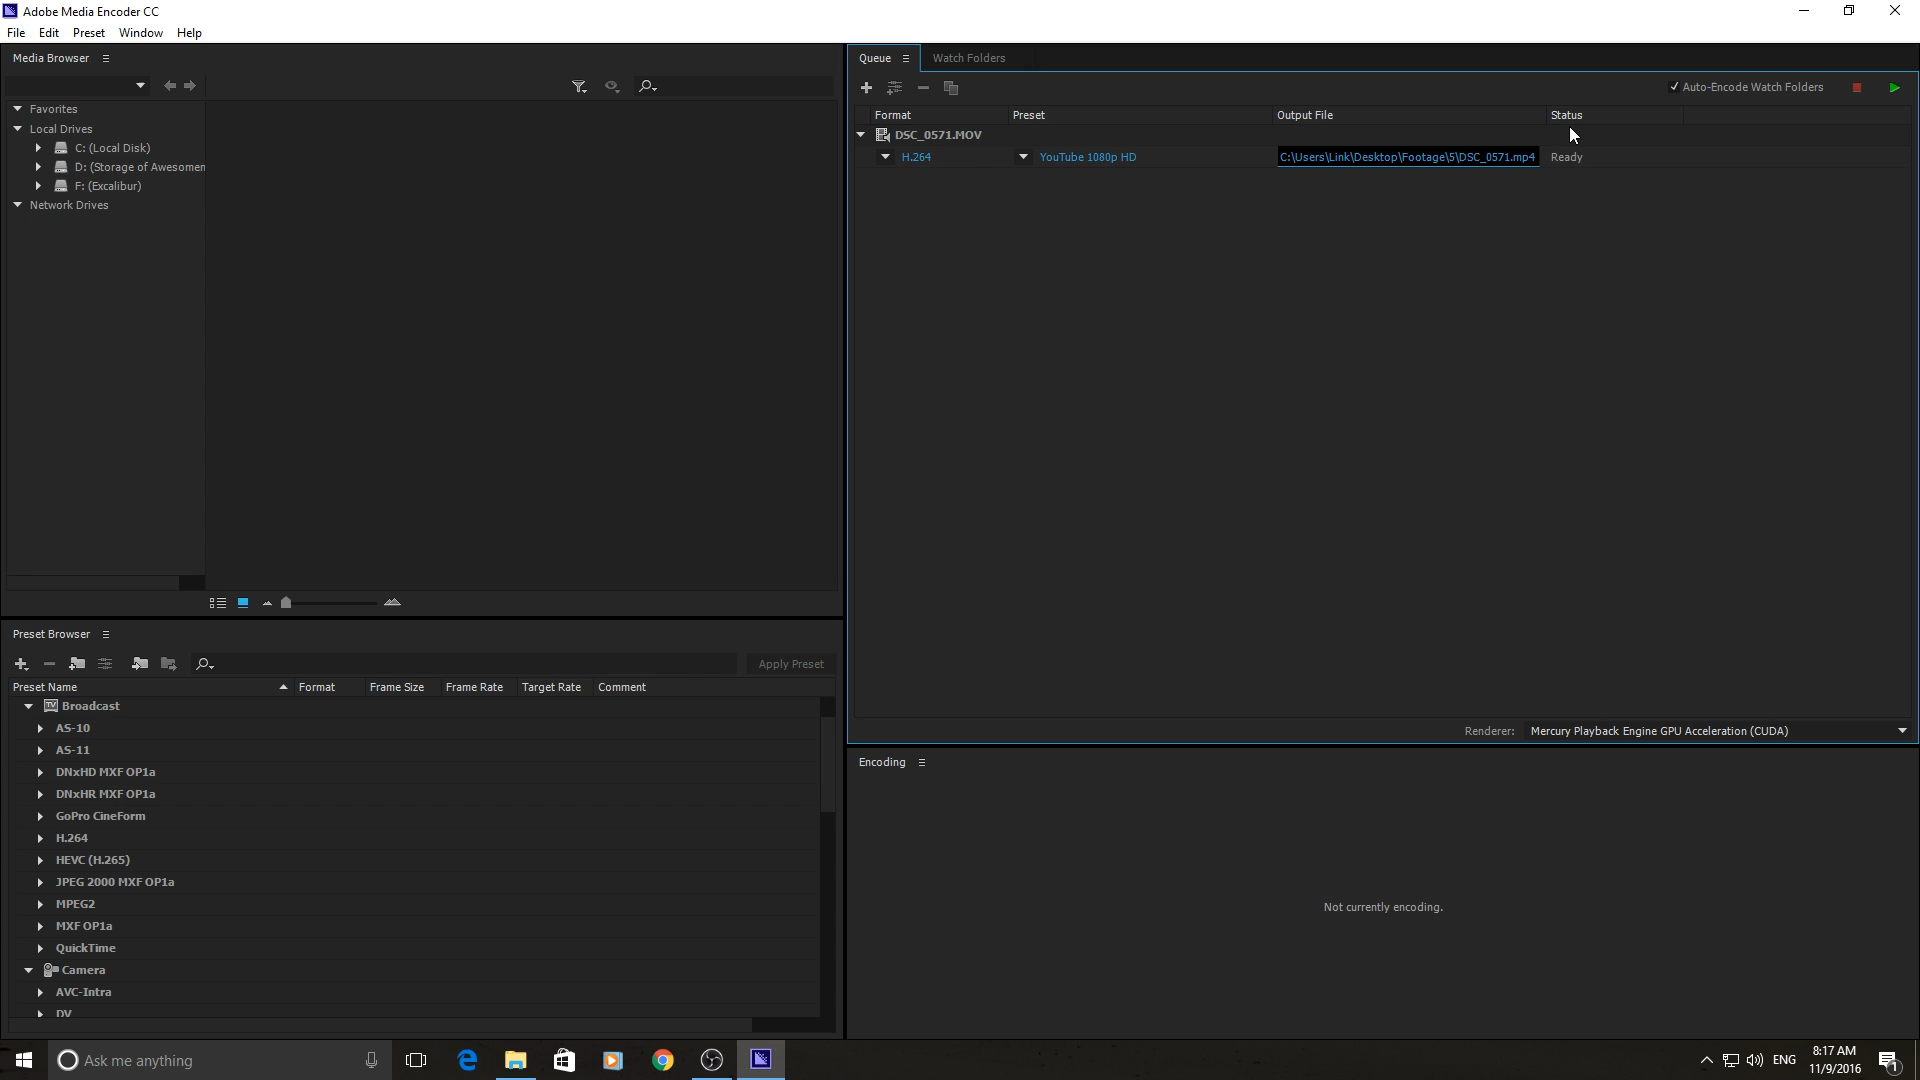 Adobe Media Encoder CC
File Edit Preset Window Help
Media Browser
Favorites
Local Drives
C: (Local Disk)
D: (Storage of Awesomen
F: (Excalibur)
Network Drives
Preset Browser
Apply Preset
Preset Name Format Frame Size Frame Rate Target Rate Comment
TV Broadcast
AS-10
AS-11
DNxHD MXF OP1a
DNxHR MXF OP1a
GoPro CineForm
H.264
HEVC (H.265)
JPEG 2000 MXF OP1a
MPEG2
MXF OP1a
QuickTime
Camera
AVC-Intra
DV
Queue Watch Folders
Auto-Encode Watch Folders
Format Preset Output File Status
DSC_0571.MOV
H.264 YouTube 1080p HD C:\Users\Link\Desktop\Footage\5\DSC_0571.mp4 Ready
Renderer: Mercury Playback Engine GPU Acceleration (CUDA)
Encoding
Not currently encoding.
Ask me anything
ENG
8:17 AM
11/9/2016
1